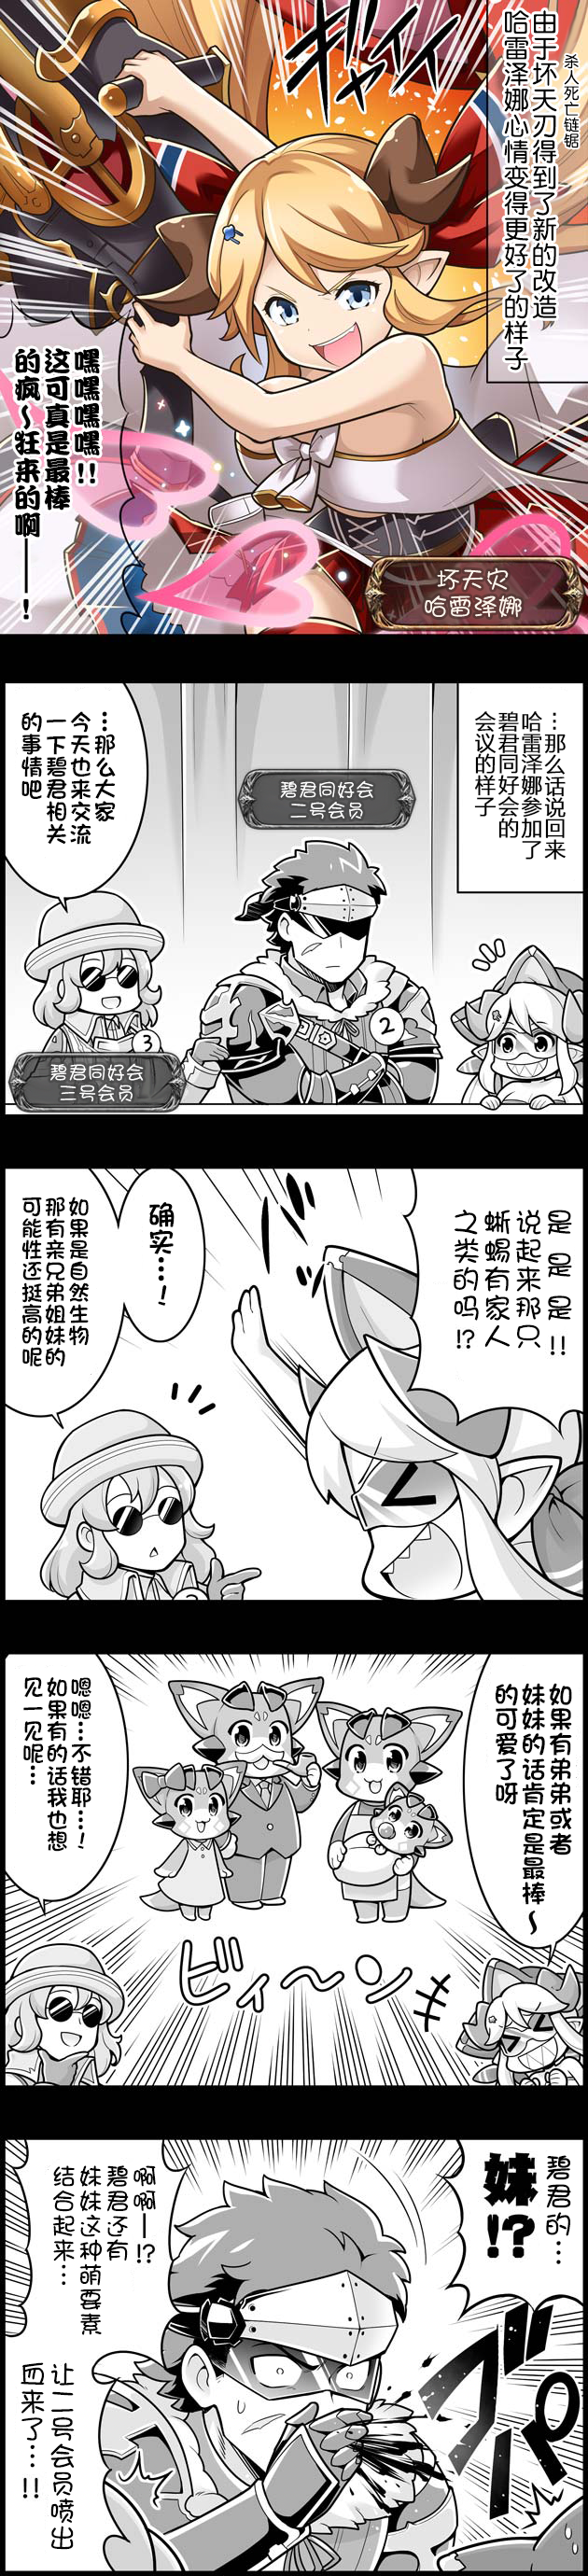 由于坏天刃得到了新的改造
杀人死亡链锯
哈雷泽娜心情变得更好了的样子
ギャイイ
JC
嘿嘿嘿嘿!!
这可真是最棒
的疯～狂来的啊——!
坏天灾
哈雷泽娜
…那么话说回来
哈雷泽娜参加了
碧君同好会的
会议的样子
碧君同好会
二号会员
…那么大家
今天也来交流
一下碧君相关
的事情吧
2
3
碧君同好会
三号会员
是是是!!
说起来那只
蜥蜴有家人
之类的吗!?
确实…!
如果是自然生物
那有亲兄弟姐妹的
可能性还挺高的呢
如果有弟弟或者
妹妹的话肯定是最棒
的可爱了呀～
嗯嗯…不错耶…!
如果有的话我也想
见一见呢…
ビィ～ン
碧君的…
妹!?
啊啊—!?
碧君还有
妹妹这种萌要素
结合起来…
让二号会员喷出
血来了…!!